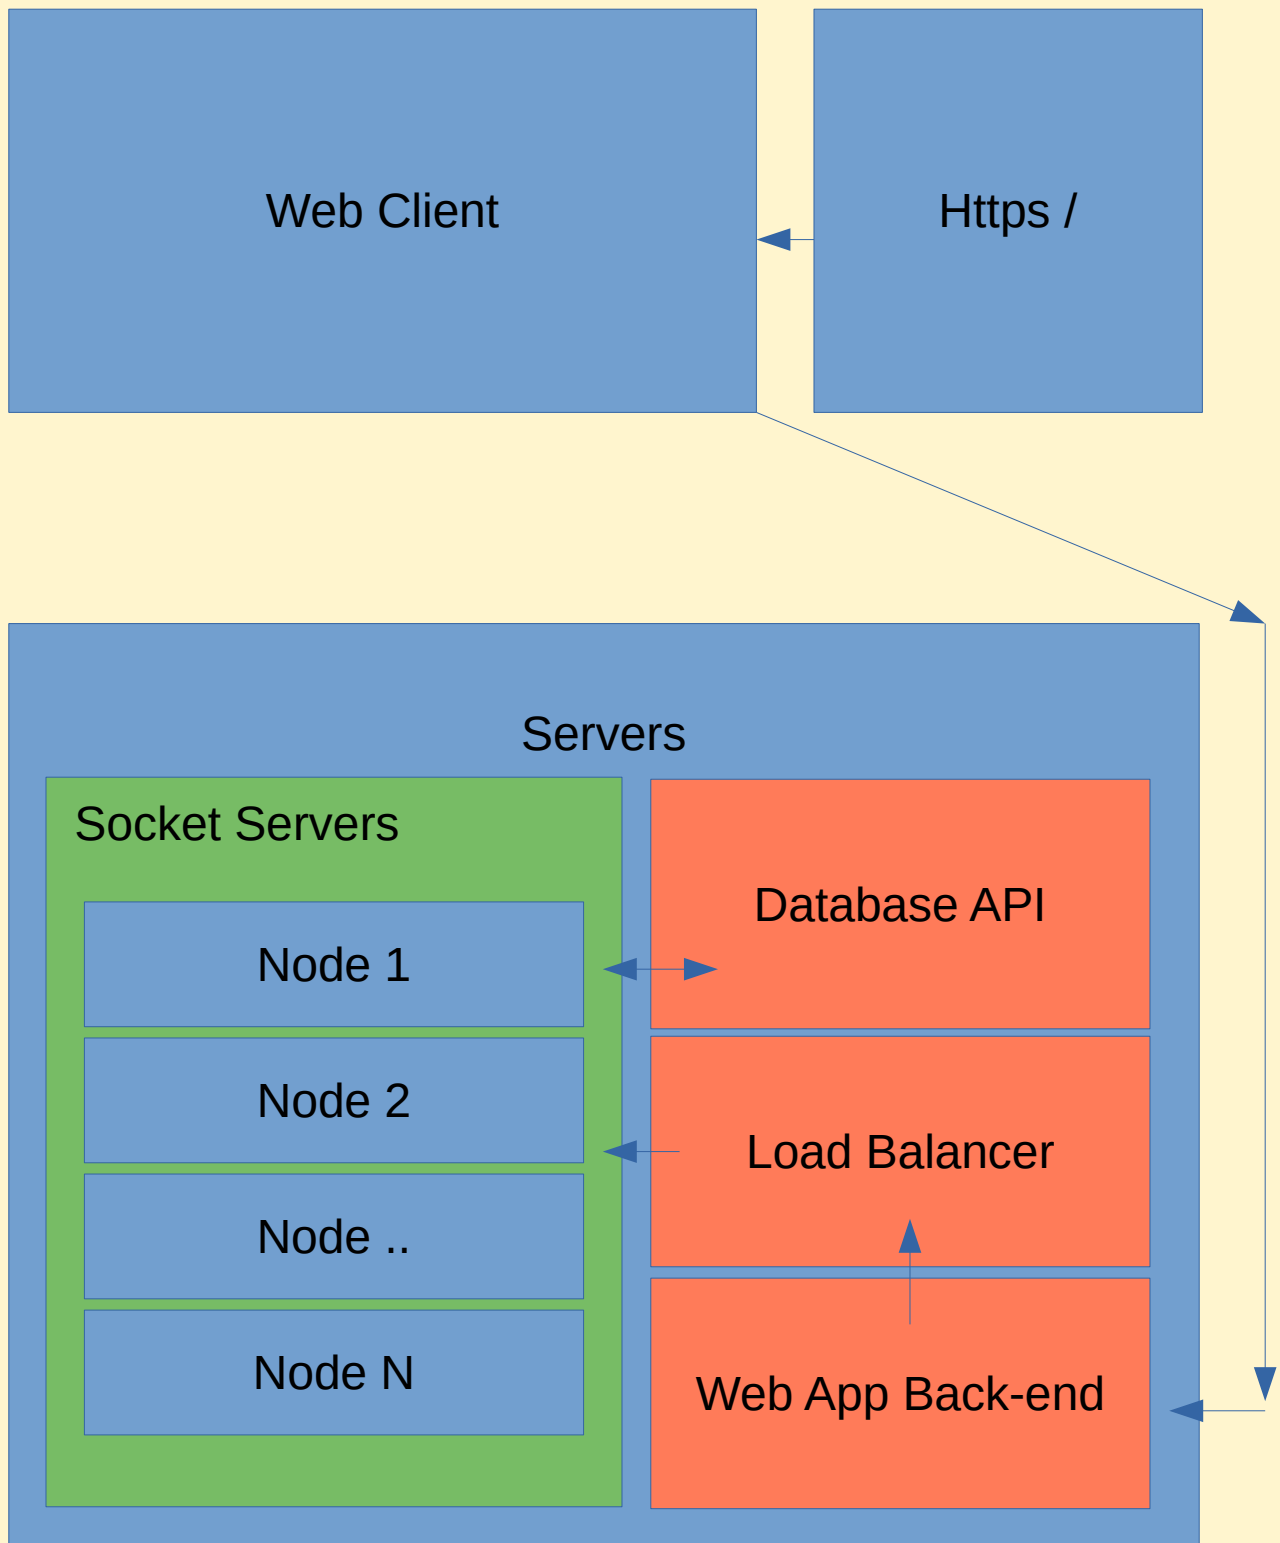 Web Client
Https /
Servers
Socket Servers
Node 1
Node 2
Node ..
Node N
Database API
Load Balancer
Web App Back-end